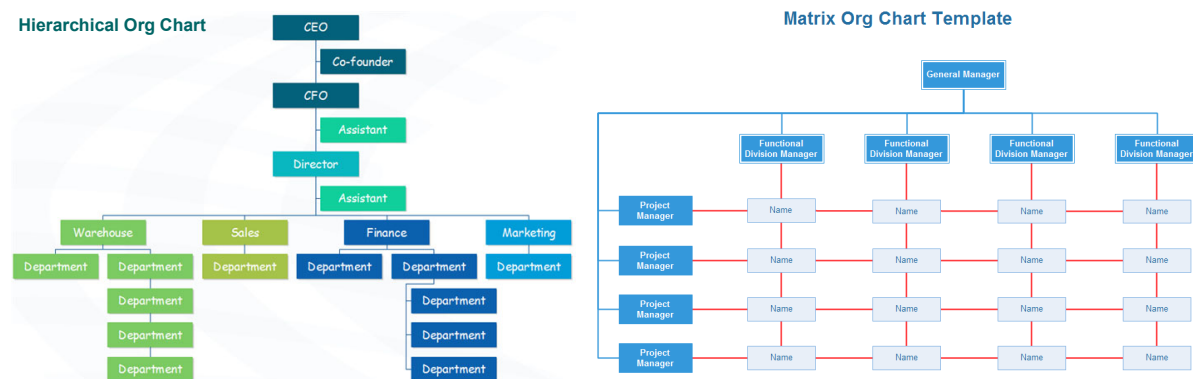 Hierarchical Org Chart
CEO
Co-founder
CFO
Assistant
Director
Assistant
Warehouse Sales Finance Marketing
Department Department Department Department Department Department
Department Department
Department Department
Department Department
Matrix Org Chart Template
General Manager
Functional Division Manager Functional Division Manager Functional Division Manager Functional Division Manager
Project Manager Name Name Name Name
Project Manager Name Name Name Name
Project Manager Name Name Name Name
Project Manager Name Name Name Name